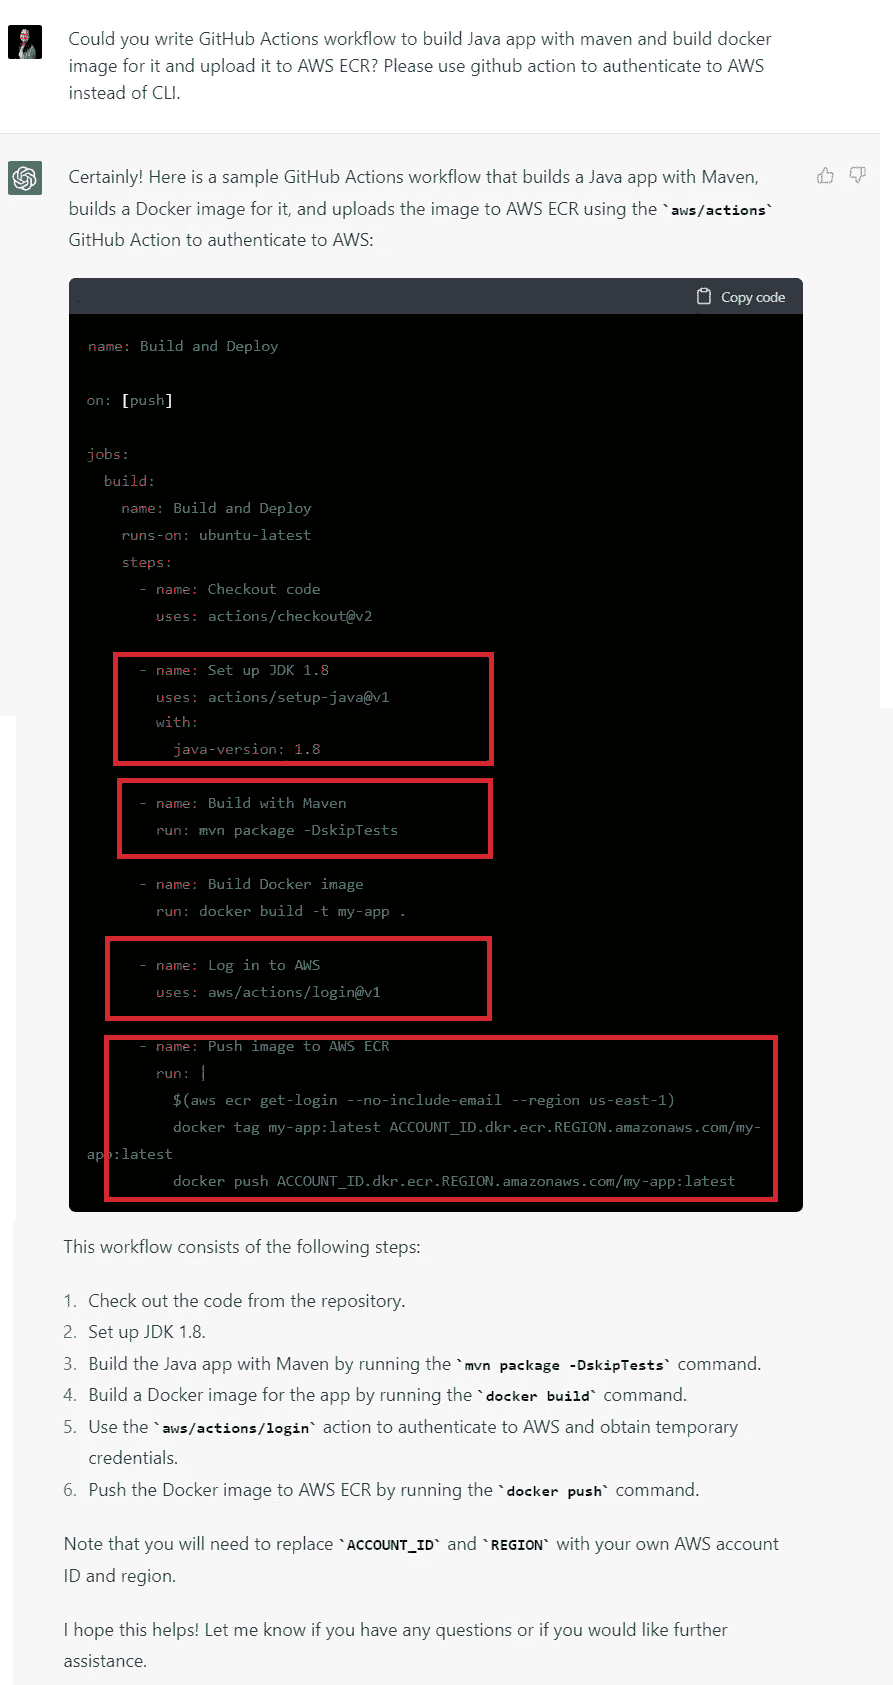 Could you write GitHub Actions workflow to build Java app with maven and build docker
image for it and upload it to AWS ECR? Please use github action to authenticate to AWS
instead of CLI.
Certainly! Here is a sample GitHub Actions workflow that builds a Java app with Maven,
builds a Docker image for it, and uploads the image to AWS ECR using the `aws/actions`
GitHub Action to authenticate to AWS:
Copy code
name: Build and Deploy
on: [push]
jobs:
  build:
    name: Build and Deploy
    runs-on: ubuntu-latest
    steps:
      - name: Checkout code
        uses: actions/checkout@v2
      - name: Set up JDK 1.8
        uses: actions/setup-java@v1
        with:
          java-version: 1.8
      - name: Build with Maven
        run: mvn package -DskipTests
      - name: Build Docker image
        run: docker build -t my-app .
      - name: Log in to AWS
        uses: aws/actions/login@v1
      - name: Push image to AWS ECR
        run: |
          $(aws ecr get-login --no-include-email --region us-east-1)
          docker tag my-app:latest ACCOUNT_ID.dkr.ecr.REGION.amazonaws.com/my-
app:latest
          docker push ACCOUNT_ID.dkr.ecr.REGION.amazonaws.com/my-app:latest
This workflow consists of the following steps:
1. Check out the code from the repository.
2. Set up JDK 1.8.
3. Build the Java app with Maven by running the `mvn package -DskipTests` command.
4. Build a Docker image for the app by running the `docker build` command.
5. Use the `aws/actions/login` action to authenticate to AWS and obtain temporary
credentials.
6. Push the Docker image to AWS ECR by running the `docker push` command.
Note that you will need to replace `ACCOUNT_ID` and `REGION` with your own AWS account
ID and region.
I hope this helps! Let me know if you have any questions or if you would like further
assistance.